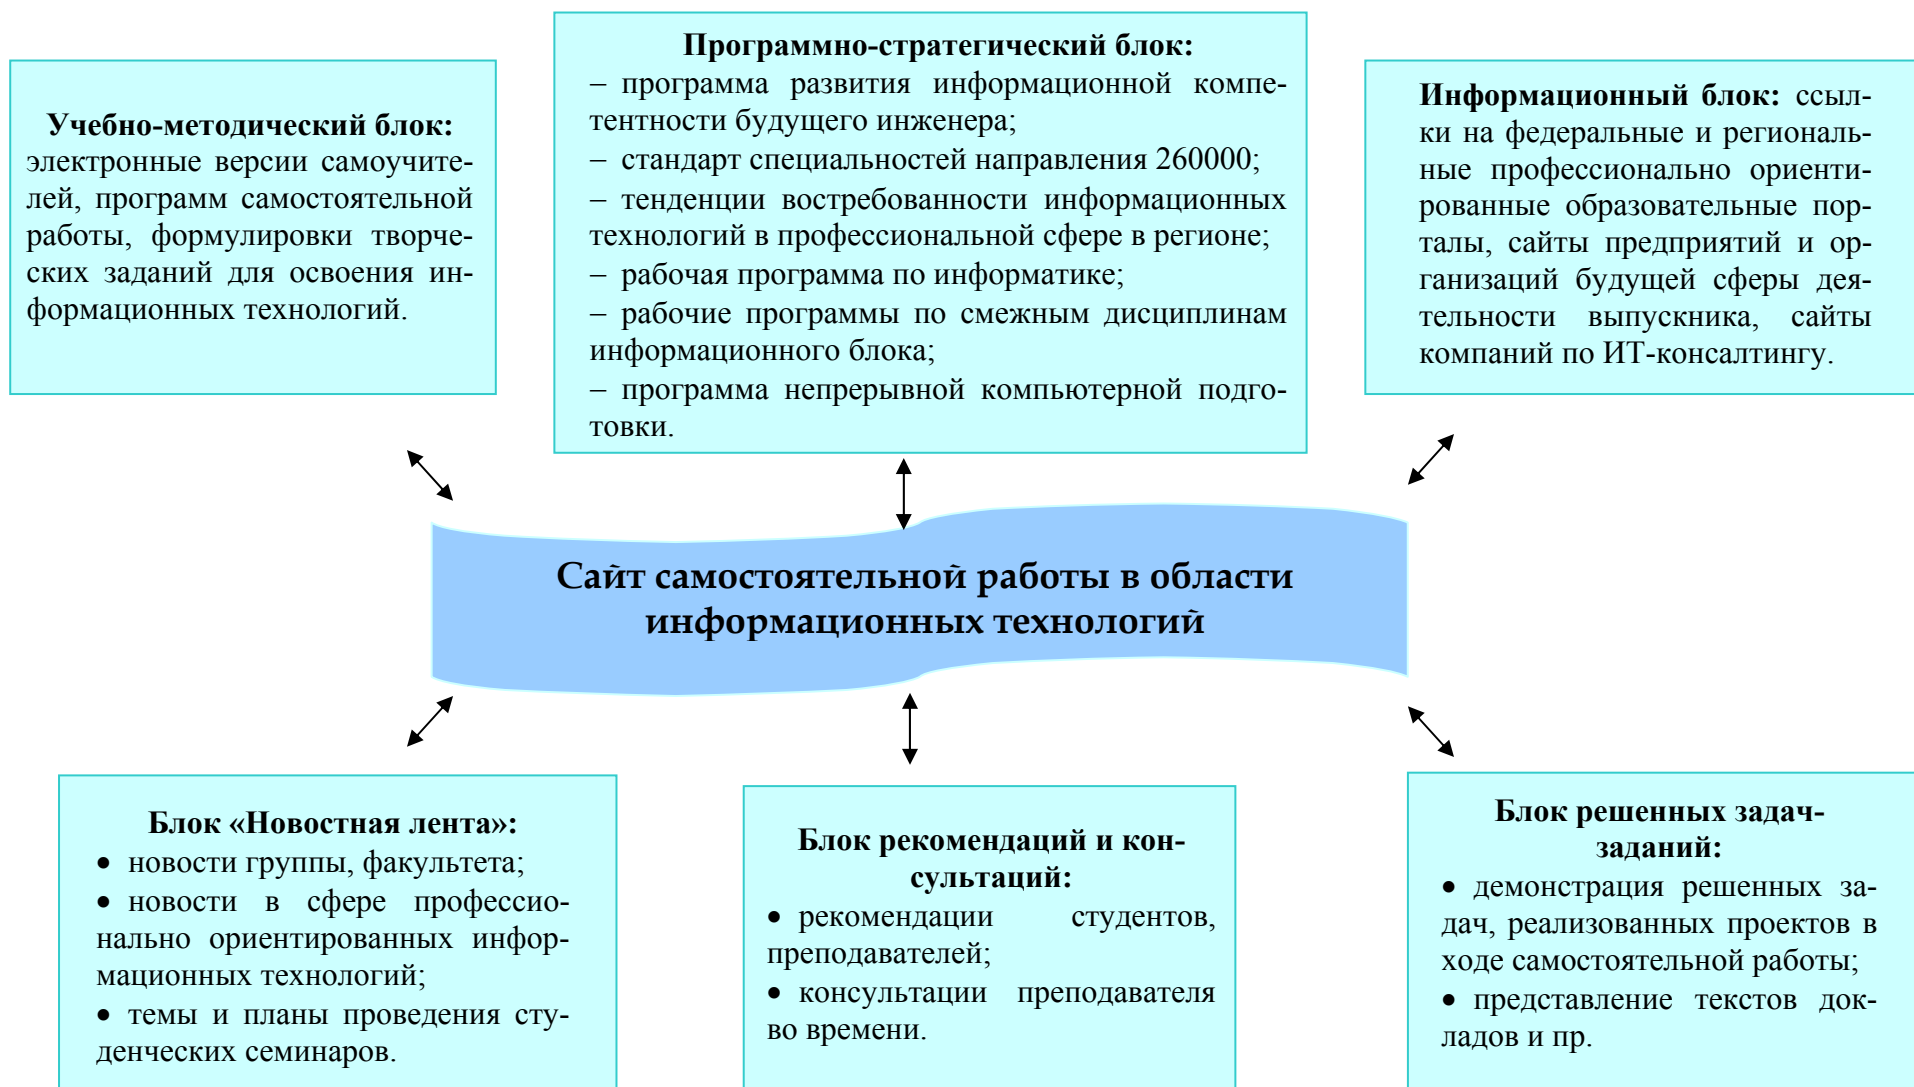 Учебно-методический блок:
электронные версии самоучите-
лей, программ самостоятельной
работы, формулировки творче-
ских заданий для освоения ин-
формационных технологий.
Программно-стратегический блок:
– программа развития информационной компе-
тентности будущего инженера;
– стандарт специальностей направления 260000;
– тенденции востребованности информационных
технологий в профессиональной сфере в регионе;
– рабочая программа по информатике;
– рабочие программы по смежным дисциплинам
информационного блока;
– программа непрерывной компьютерной подго-
товки.
Информационный блок: ссыл-
ки на федеральные и региональ-
ные профессионально ориенти-
рованные образовательные пор-
талы, сайты предприятий и ор-
ганизаций будущей сферы дея-
тельности выпускника, сайты
компаний по ИТ-консалтингу.
Сайт самостоятельной работы в области
информационных технологий
Блок «Новостная лента»:
• новости группы, факультета;
• новости в сфере профессио-
нально ориентированных инфор-
мационных технологий;
• темы и планы проведения сту-
денческих семинаров.
Блок рекомендаций и кон-
сультаций:
• рекомендации студентов,
преподавателей;
• консультации преподавателя
во времени.
Блок решенных задач-
заданий:
• демонстрация решенных за-
дач, реализованных проектов в
ходе самостоятельной работы;
• представление текстов док-
ладов и пр.